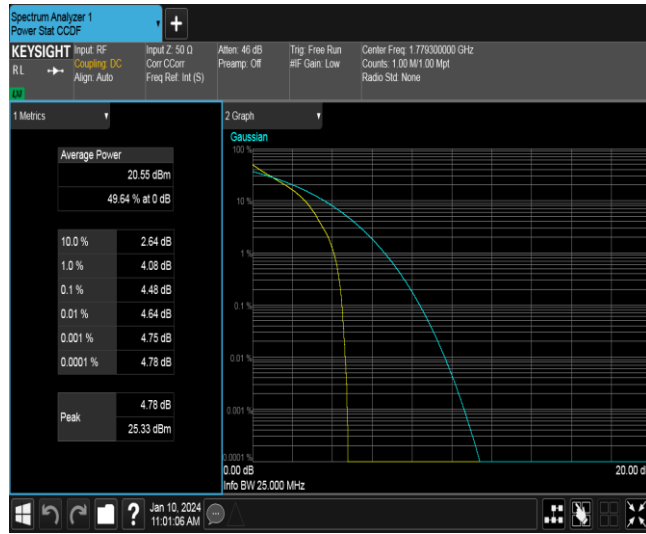 Spectrum Analyzer 1
Power Stat CCDF
+
KEYSIGHT
RL
LXI
Input: RF
Coupling: DC
Align: Auto
Input Z: 50 Ω
Corr CCorr
Freq Ref: Int (S)
Atten: 46 dB
Preamp: Off
Trig: Free Run
#IF Gain: Low
Center Freq: 1.779300000 GHz
Counts: 1.00 M/1.00 Mpt
Radio Std: None
1 Metrics
Average Power
20.55 dBm
49.64 % at 0 dB
10.0 % 2.64 dB
1.0 % 4.08 dB
0.1 % 4.48 dB
0.01 % 4.64 dB
0.001 % 4.75 dB
0.0001 % 4.78 dB
Peak
4.78 dB
25.33 dBm
2 Graph
Gaussian
100 %
10 %
1 %
0.1 %
0.01 %
0.001 %
0.0001 %
0.00 dB 20.00 d
Info BW 25.000 MHz
?
Jan 10, 2024
11:01:06 AM